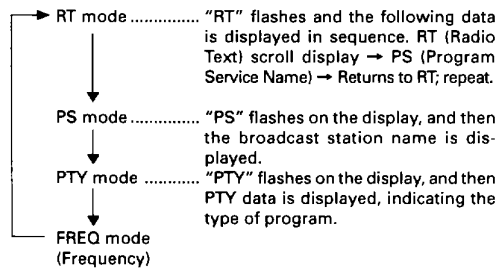 RT mode .............. "RT" flashes and the following data
is displayed in sequence. RT (Radio
Text) scroll display → PS (Program
Service Name) → Returns to RT; repeat.
PS mode .............. "PS" flashes on the display, and then
the broadcast station name is dis-
played.
PTY mode ............ "PTY" flashes on the display, and then
PTY data is displayed, indicating the
type of program.
FREQ mode
(Frequency)